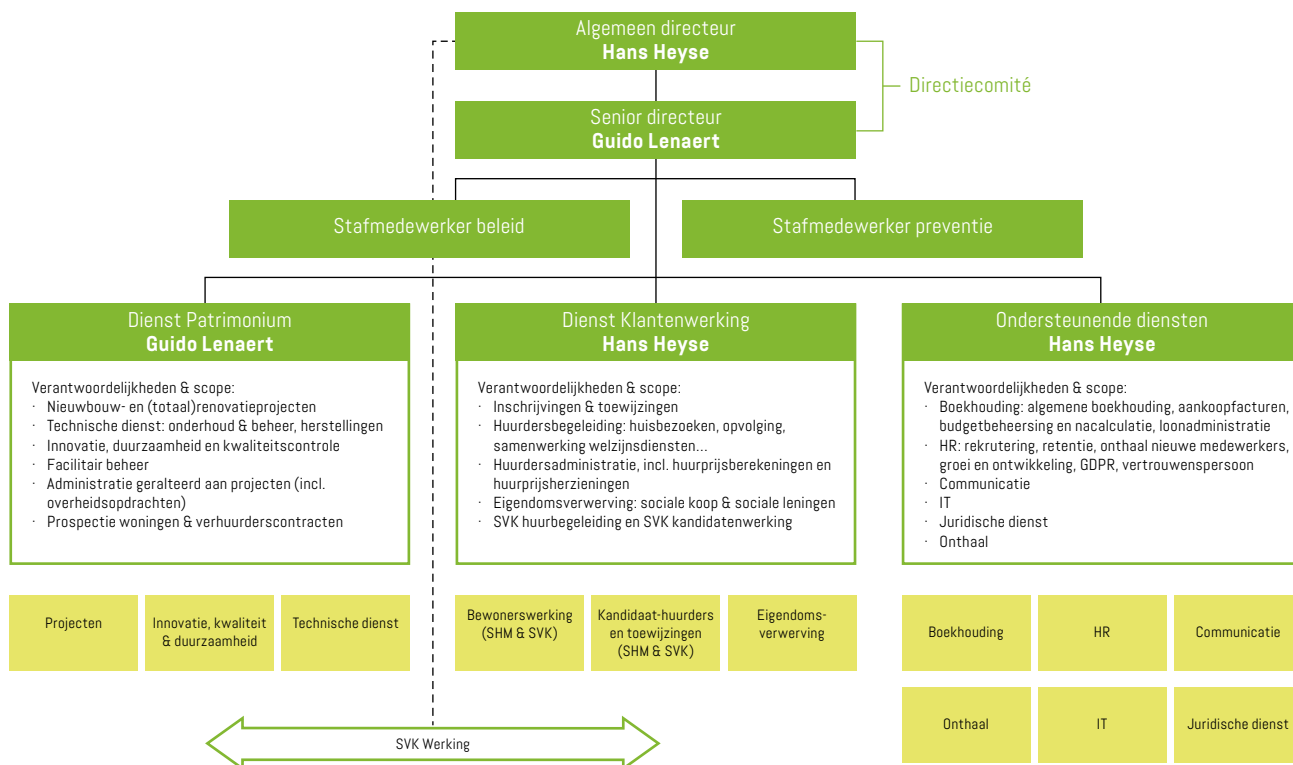 Algemeen directeur
Hans Heyse
Directiecomité
Senior directeur
Guido Lenaert
Stafmedewerker beleid
Stafmedewerker preventie
Dienst Patrimonium
Guido Lenaert
Verantwoordelijkheden & scope:
· Nieuwbouw- en (totaal)renovatieprojecten
· Technische dienst: onderhoud & beheer, herstellingen
· Innovatie, duurzaamheid en kwaliteitscontrole
· Facilitair beheer
· Administratie geralteerd aan projecten (incl.
overheidsopdrachten)
· Prospectie woningen & verhuurderscontracten
Projecten
Innovatie, kwaliteit
& duurzaamheid
Technische dienst
Dienst Klantenwerking
Hans Heyse
Verantwoordelijkheden & scope:
· Inschrijvingen & toewijzingen
· Huurdersbegeleiding: huisbezoeken, opvolging,
samenwerking welzijnsdiensten...
· Huurdersadministratie, incl. huurprijsberekeningen en
huurprijsherzieningen
· Eigendomsverwerving: sociale koop & sociale leningen
· SVK huurbegeleiding en SVK kandidatenwerking
Bewonerswerking
(SHM & SVK)
Kandidaat-huurders
en toewijzingen
(SHM & SVK)
Eigendoms-
verwerving
Ondersteunende diensten
Hans Heyse
Verantwoordelijkheden & scope:
· Boekhouding: algemene boekhouding, aankoopfacturen,
budgetbeheersing en nacalculatie, loonadministratie
· HR: rekrutering, retentie, onthaal nieuwe medewerkers,
groei en ontwikkeling, GDPR, vertrouwenspersoon
· Communicatie
· IT
· Juridische dienst
· Onthaal
Boekhouding
HR
Communicatie
Onthaal
IT
Juridische dienst
SVK Werking